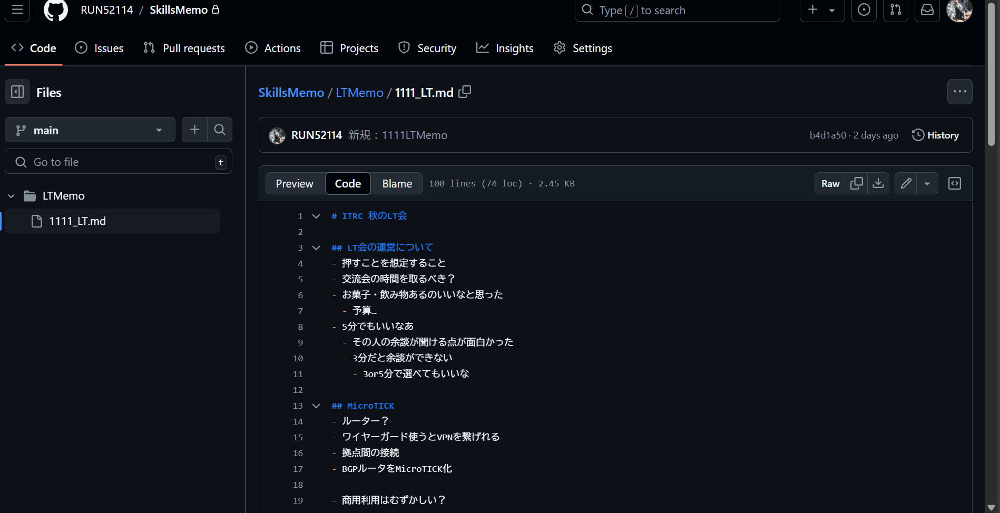 RUN52114 / SkillsMemo
Type / to search
Code
Issues
Pull requests
Actions
Projects
Security
Insights
Settings
Files
main
Go to file
t
LTMemo
1111_LT.md
SkillsMemo / LTMemo / 1111_LT.md
RUN52114 新規：1111LTMemo
b4d1a50 · 2 days ago
History
Preview
Code
Blame
100 lines (74 loc) · 2.45 KB
Raw
1 # ITRC 秋のLT会
2
3 ## LT会の運営について
4 - 押すことを想定すること
5 - 交流会の時間を取るべき？
6 - お菓子・飲み物あるのいいなと思った
7 - 予算…
8 - 5分でもいいなあ
9 - その人の余談が聞ける点が面白かった
10 - 3分だと余談ができない
11 - 3or5分で選べてもいいな
12
13 ## MicroTICK
14 - ルーター？
15 - ワイヤーガード使うとVPNを繋げれる
16 - 拠点間の接続
17 - BGPルータをMicroTICK化
18
19 - 商用利用はむずかしい？